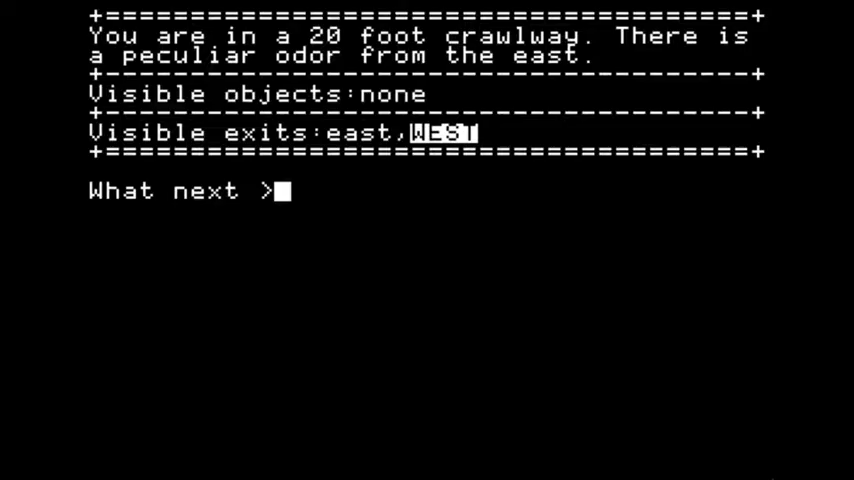 You are in a 20 foot crawlway. There is
a peculiar odor from the east.
Visible objects:none
Visible exits:east,WEST
What next >